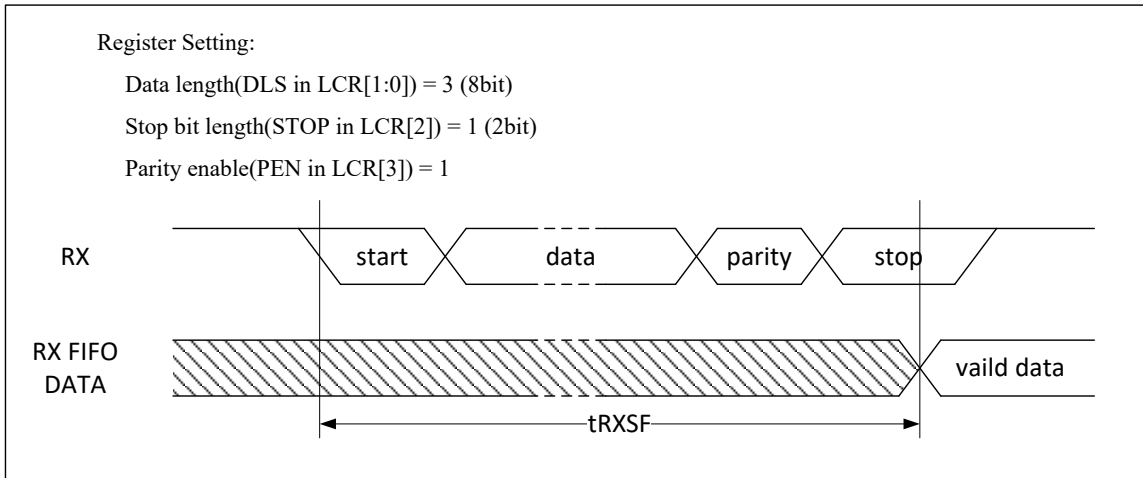 Register Setting:
Data length(DLS in LCR[1:0]) = 3 (8bit)
Stop bit length(STOP in LCR[2]) = 1 (2bit)
Parity enable(PEN in LCR[3]) = 1
RX
start
data
parity
stop
RX FIFO
DATA
vaild data
tRXSF